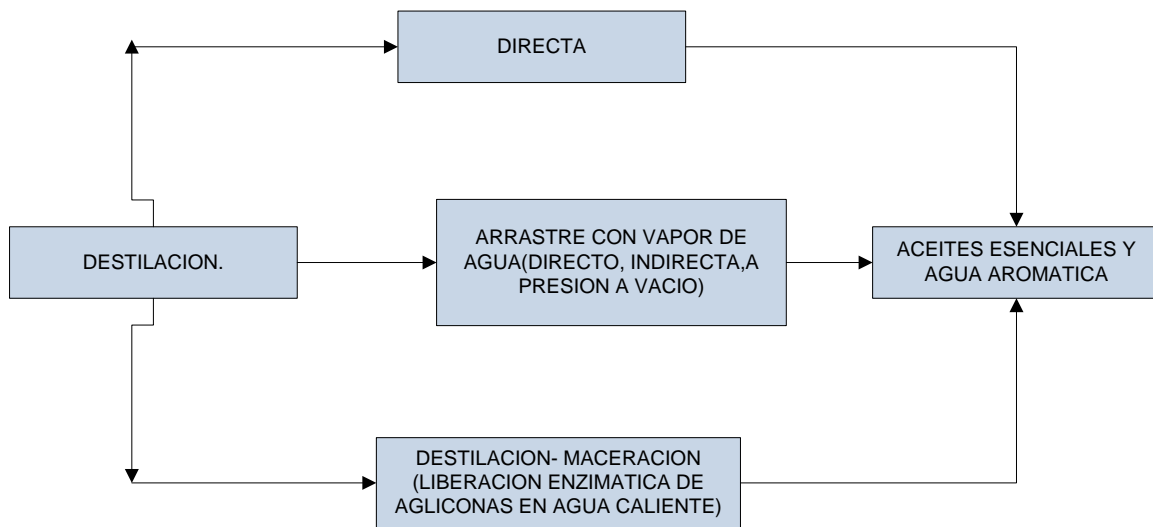 DIRECTA
DESTILACION.
ARRASTRE CON VAPOR DE
AGUA(DIRECTO, INDIRECTA,A
PRESION A VACIO)
ACEITES ESENCIALES Y
AGUA AROMATICA
DESTILACION- MACERACION
(LIBERACION ENZIMATICA DE
AGLICONAS EN AGUA CALIENTE)